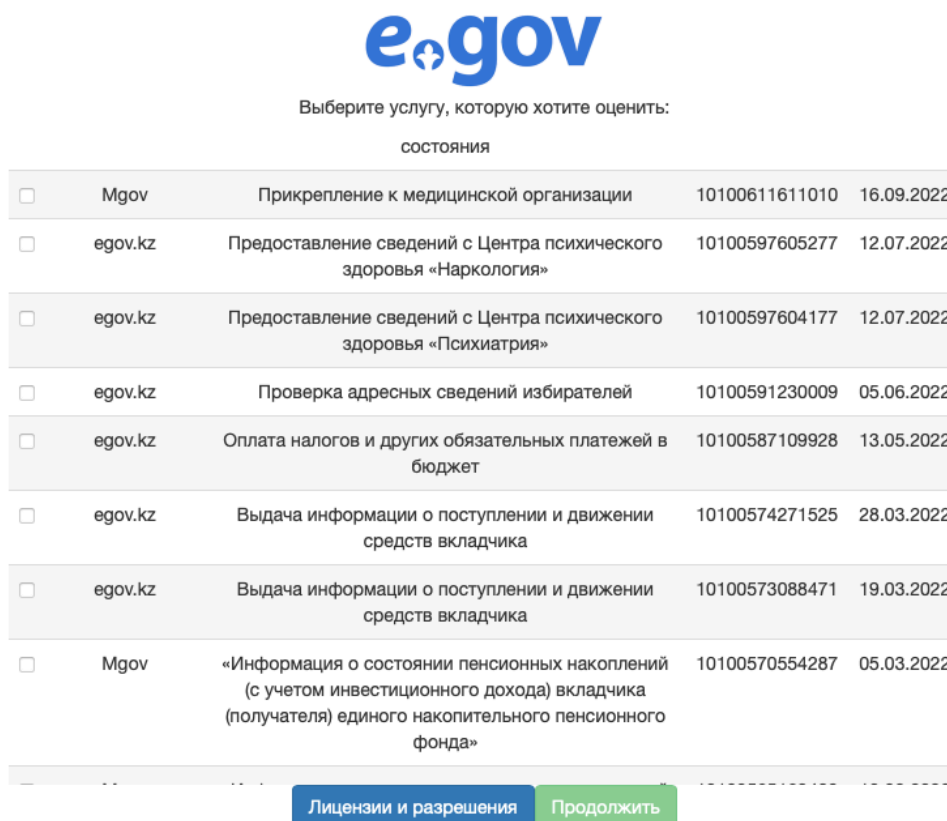 e.gov
Выберите услугу, которую хотите оценить:
состояния
Mgov Прикрепление к медицинской организации 10100611611010 16.09.2022
egov.kz Предоставление сведений с Центра психического
здоровья «Наркология» 10100597605277 12.07.2022
egov.kz Предоставление сведений с Центра психического
здоровья «Психиатрия» 10100597604177 12.07.2022
egov.kz Проверка адресных сведений избирателей 10100591230009 05.06.2022
egov.kz Оплата налогов и других обязательных платежей в
бюджет 10100587109928 13.05.2022
egov.kz Выдача информации о поступлении и движении
средств вкладчика 10100574271525 28.03.2022
egov.kz Выдача информации о поступлении и движении
средств вкладчика 10100573088471 19.03.2022
Mgov «Информация о состоянии пенсионных накоплений
(с учетом инвестиционного дохода) вкладчика
(получателя) единого накопительного пенсионного
фонда» 10100570554287 05.03.2022
Лицензии и разрешения Продолжить